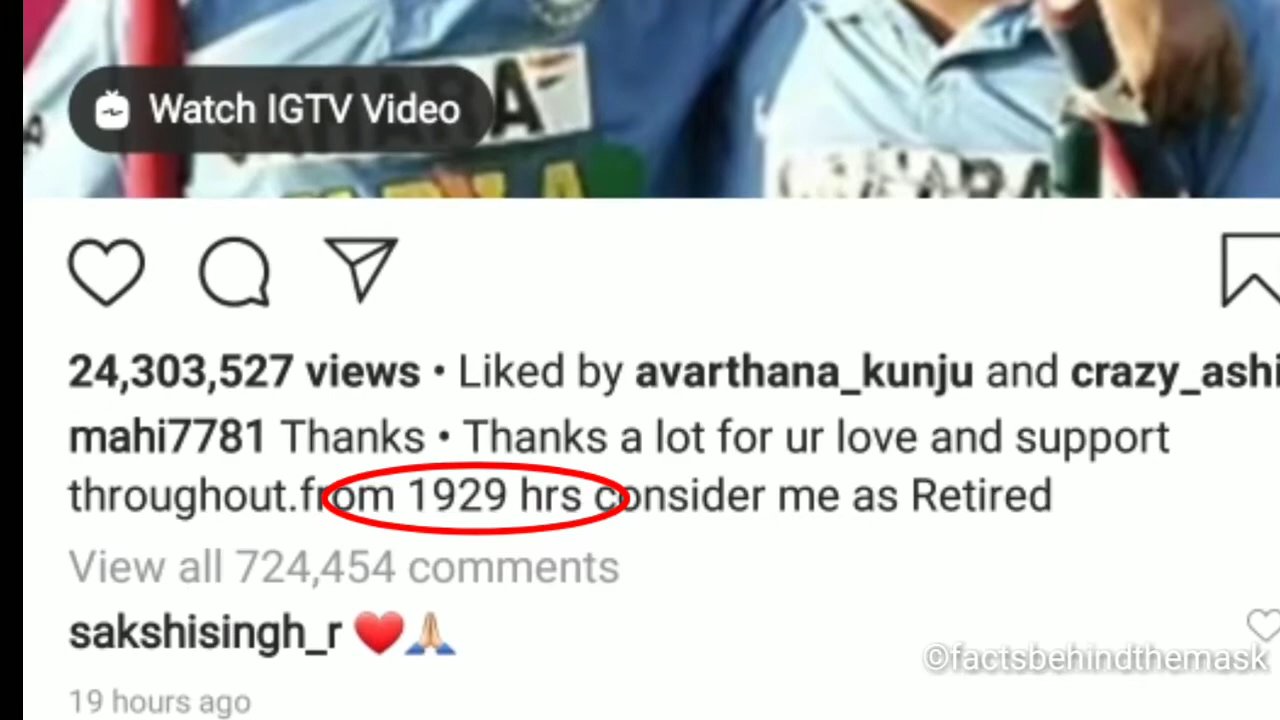 Watch IGTV Video
24,303,527 views • Liked by avarthana_kunju and crazy_ashi
mahi7781 Thanks • Thanks a lot for ur love and support
throughout.from 1929 hrs consider me as Retired
View all 724,454 comments
sakshisingh_r ❤️🙏🏼
©factsbehindthemask
19 hours ago